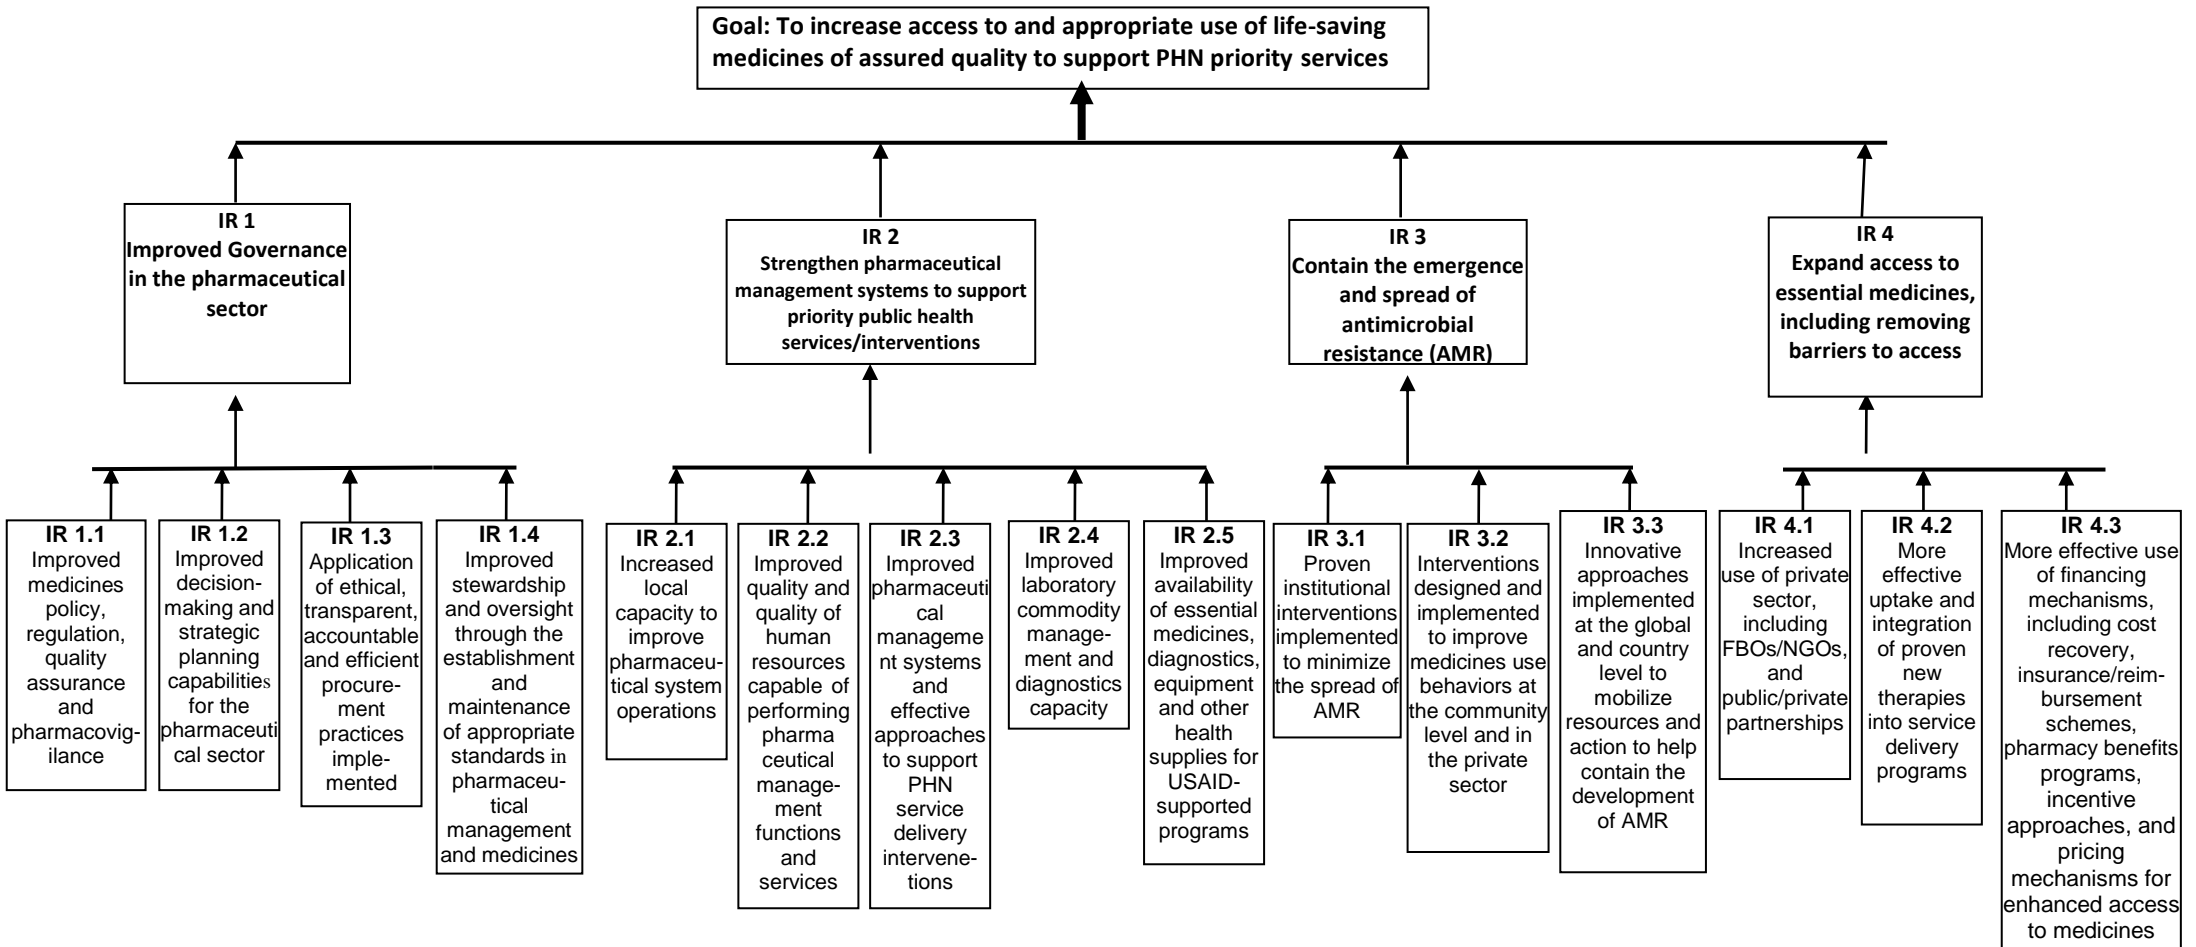 Goal: To increase access to and appropriate use of life-saving
medicines of assured quality to support PHN priority services
IR 1
Improved Governance
in the pharmaceutical
sector
IR 2
Strengthen pharmaceutical
management systems to support
priority public health
services/interventions
IR 3
Contain the emergence
and spread of
antimicrobial
resistance (AMR)
IR 4
Expand access to
essential medicines,
including removing
barriers to access
IR 1.1
Improved
medicines
policy,
regulation,
quality
assurance
and
pharmacovig-
ilance
IR 1.2
Improved
decision-
making and
strategic
planning
capabilities
for the
pharmaceuti
cal sector
IR 1.3
Application
of ethical,
transparent,
accountable
and efficient
procure-
ment
practices
imple-
mented
IR 1.4
Improved
stewardship
and oversight
through the
establishment
and
maintenance
of appropriate
standards in
pharmaceu-
tical
management
and medicines
IR 2.1
Increased
local
capacity to
improve
pharmaceu-
tical system
operations
IR 2.2
Improved
quality and
quality of
human
resources
capable of
performing
pharma
ceutical
manage-
ment
functions
and
services
IR 2.3
Improved
pharmaceuti
cal
manageme
nt systems
and
effective
approaches
to support
PHN
service
delivery
intervene-
tions
IR 2.4
Improved
laboratory
commodity
manage-
ment and
diagnostics
capacity
IR 2.5
Improved
availability
of essential
medicines,
diagnostics,
equipment
and other
health
supplies for
USAID-
supported
programs
IR 3.1
Proven
institutional
interventions
implemented
to minimize
the spread of
AMR
IR 3.2
Interventions
designed and
implemented
to improve
medicines use
behaviors at
the community
level and in
the private
sector
IR 3.3
Innovative
approaches
implemented
at the global
and country
level to
mobilize
resources and
action to help
contain the
development
of AMR
IR 4.1
Increased
use of private
sector,
including
FBOs/NGOs,
and
public/private
partnerships
IR 4.2
More
effective
uptake and
integration
of proven
new
therapies
into service
delivery
programs
IR 4.3
More effective use
of financing
mechanisms,
including cost
recovery,
insurance/reim-
bursement
schemes,
pharmacy benefits
programs,
incentive
approaches, and
pricing
mechanisms for
enhanced access
to medicines